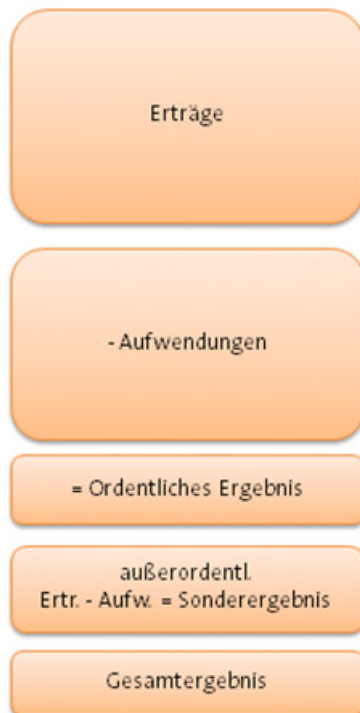 Erträge
- Aufwendungen
= Ordentliches Ergebnis
außerordentl.
Ertr. - Aufw. = Sonderergebnis
Gesamtergebnis